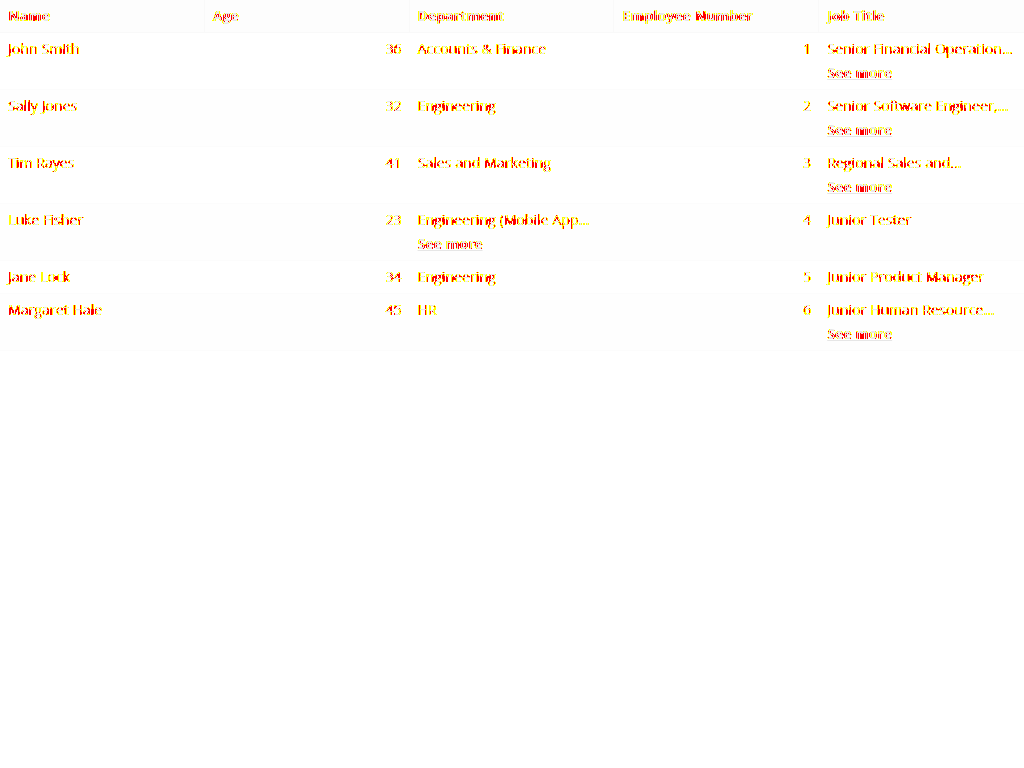 Name Age Department Employee Number Job Title
John Smith 36 Accounts & Finance 1 Senior Financial Operation...
See more
Sally Jones 32 Engineering 2 Senior Software Engineer,...
See more
Tim Rayes 41 Sales and Marketing 3 Regional Sales and...
See more
Luke Fisher 23 Engineering (Mobile App... 4 Junior Tester
See more
Jane Lock 34 Engineering 5 Junior Product Manager
Margaret Hale 45 HR 6 Junior Human Resource...
See more